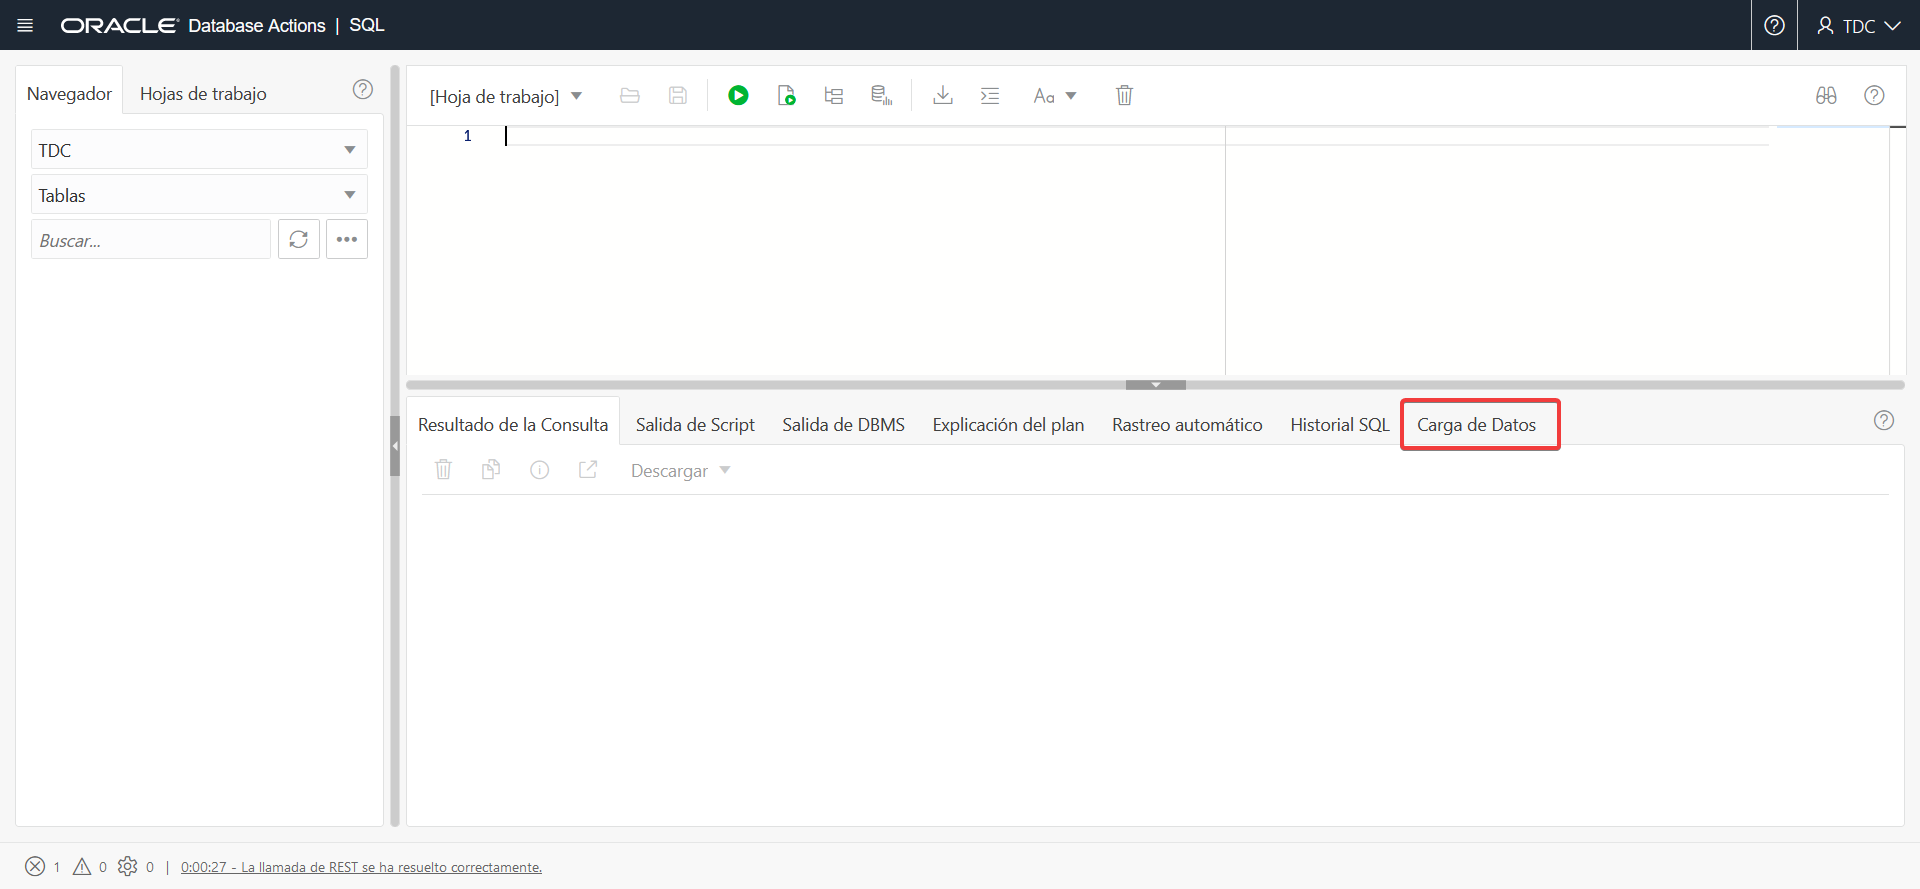 ORACLE Database Actions | SQL
TDC
Navegador
Hojas de trabajo
TDC
Tablas
Buscar...
[Hoja de trabajo]
Aa
1
Resultado de la Consulta
Salida de Script
Salida de DBMS
Explicación del plan
Rastreo automático
Historial SQL
Carga de Datos
Descargar
1 0 0 | 0:00:27 - La llamada de REST se ha resuelto correctamente.